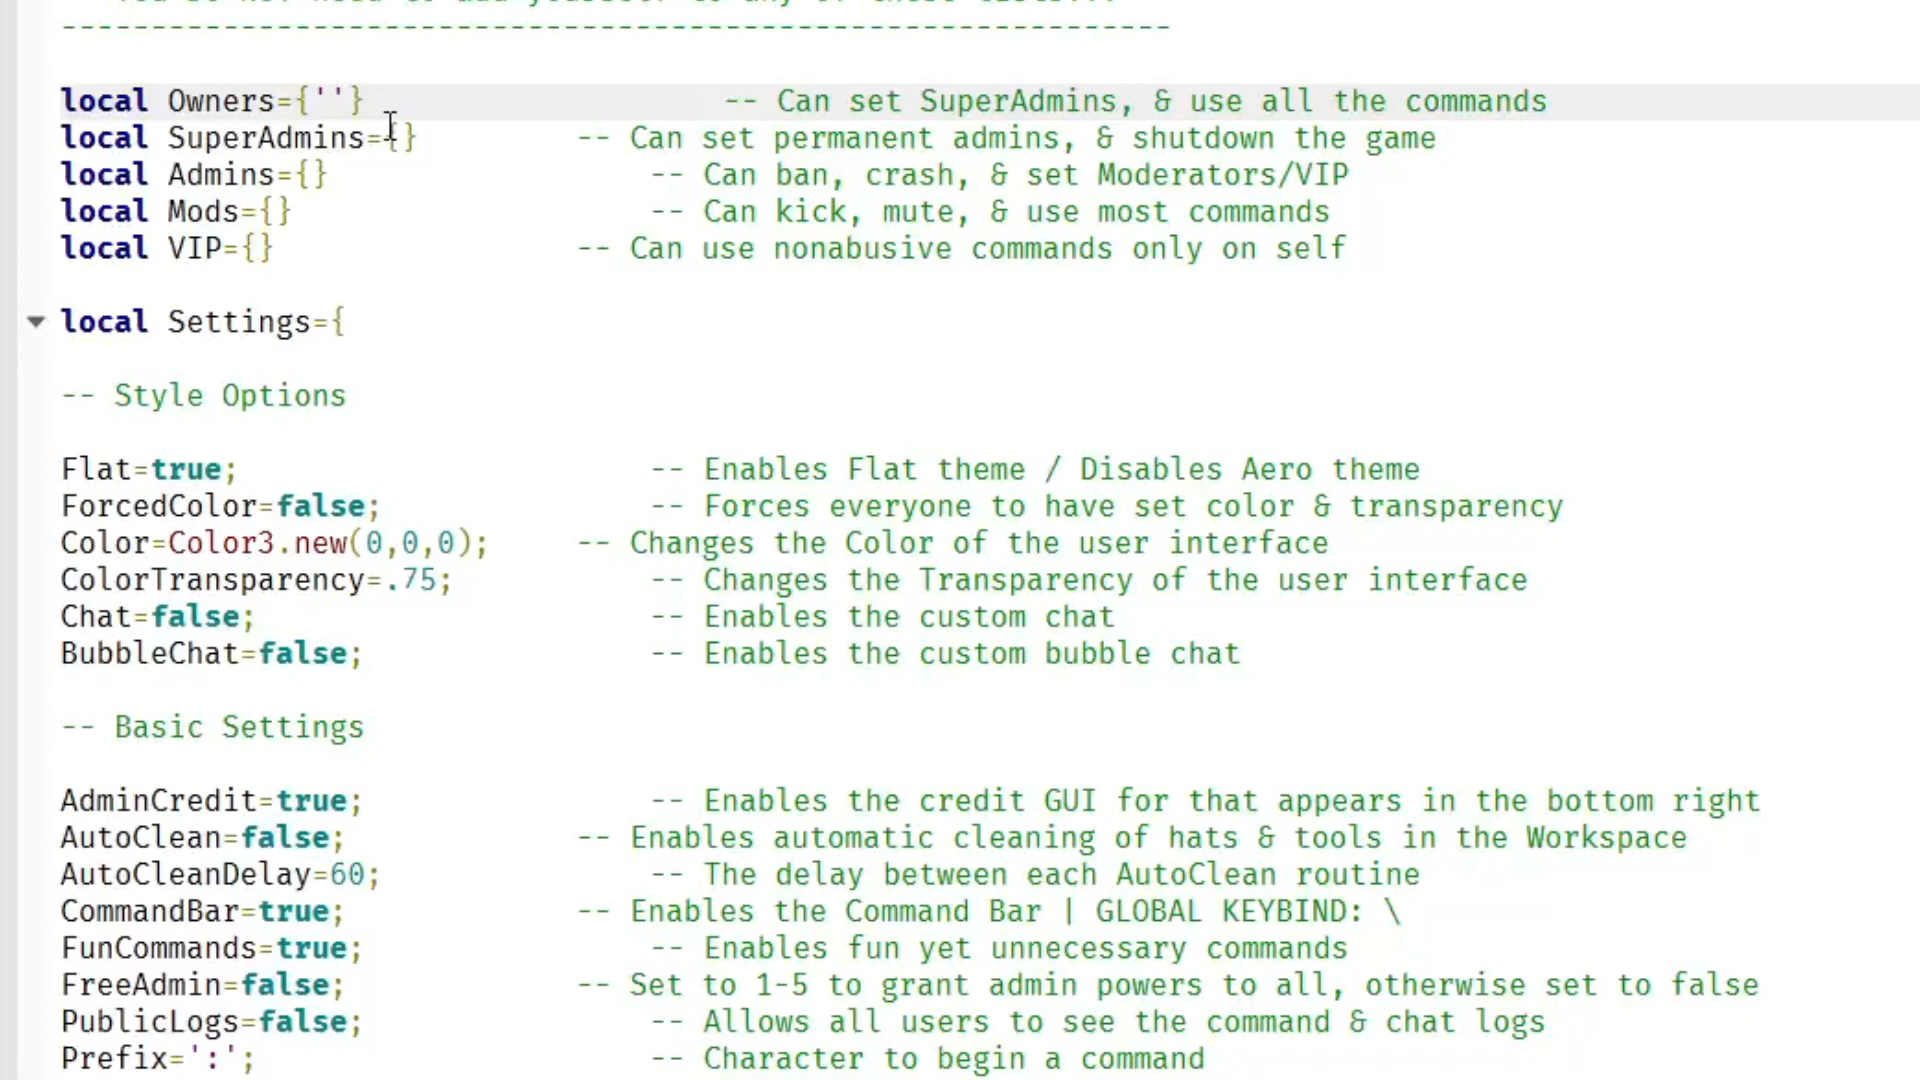 -----------------------------------------------------------------
local Owners={''} -- Can set SuperAdmins, & use all the commands
local SuperAdmins={} -- Can set permanent admins, & shutdown the game
local Admins={} -- Can ban, crash, & set Moderators/VIP
local Mods={} -- Can kick, mute, & use most commands
local VIP={} -- Can use nonabusive commands only on self
local Settings={
-- Style Options
Flat=true; -- Enables Flat theme / Disables Aero theme
ForcedColor=false; -- Forces everyone to have set color & transparency
Color=Color3.new(0,0,0); -- Changes the Color of the user interface
ColorTransparency=.75; -- Changes the Transparency of the user interface
Chat=false; -- Enables the custom chat
BubbleChat=false; -- Enables the custom bubble chat
-- Basic Settings
AdminCredit=true; -- Enables the credit GUI for that appears in the bottom right
AutoClean=false; -- Enables automatic cleaning of hats & tools in the Workspace
AutoCleanDelay=60; -- The delay between each AutoClean routine
CommandBar=true; -- Enables the Command Bar | GLOBAL KEYBIND: \
FunCommands=true; -- Enables fun yet unnecessary commands
FreeAdmin=false; -- Set to 1-5 to grant admin powers to all, otherwise set to false
PublicLogs=false; -- Allows all users to see the command & chat logs
Prefix=':'; -- Character to begin a command